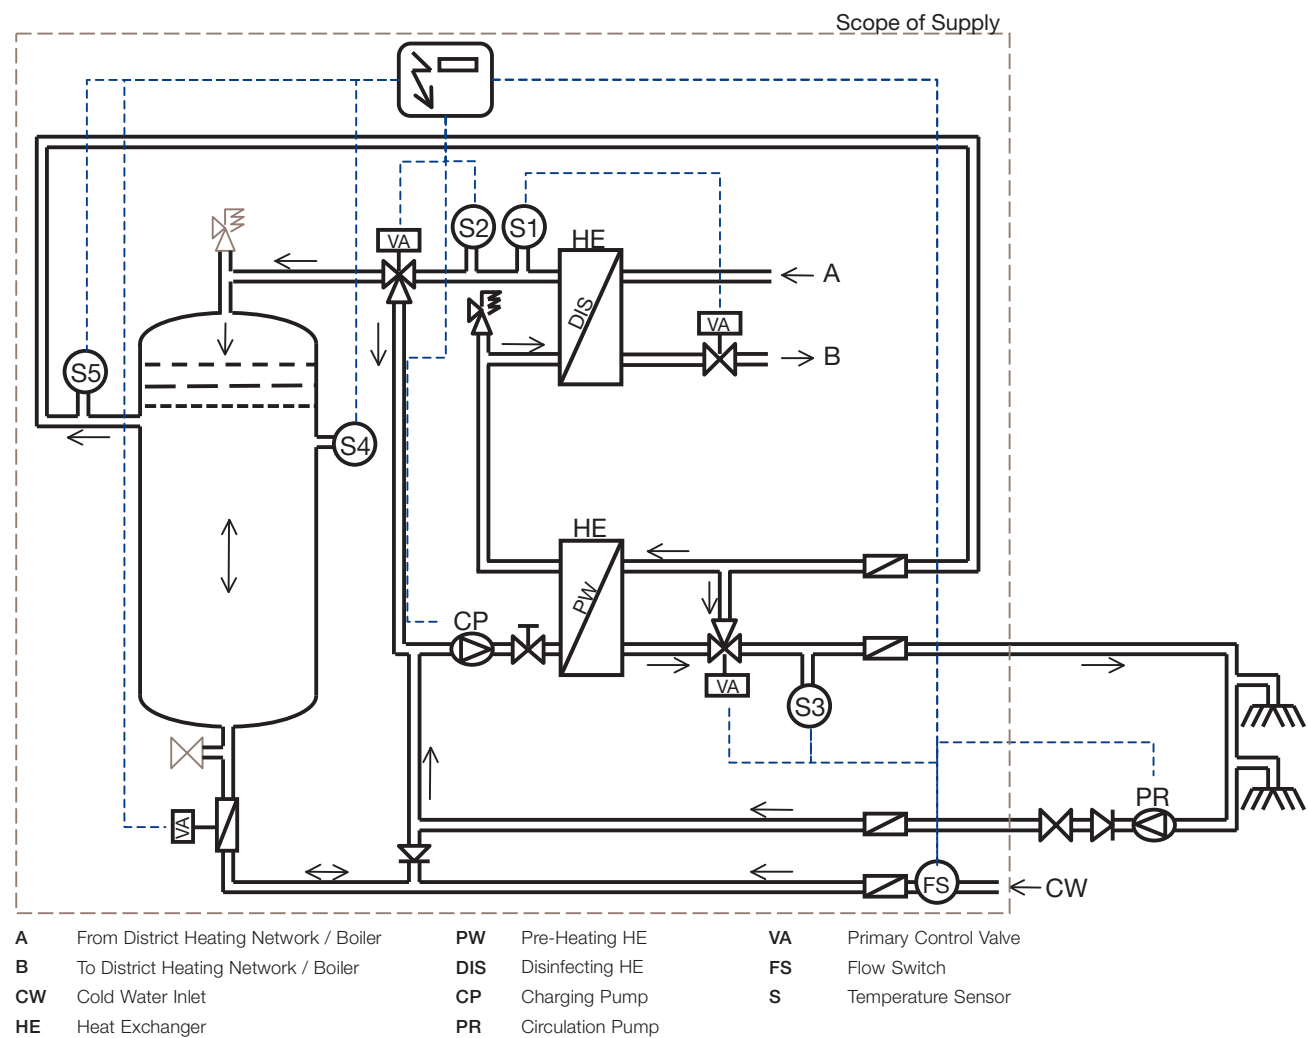 Scope of Supply
VA
S2
S1
HE
DIS
A
VA
B
S5
S4
HE
PW
CP
VA
S3
PR
VA
FS
CW
A From District Heating Network / Boiler
B To District Heating Network / Boiler
CW Cold Water Inlet
HE Heat Exchanger
PW Pre-Heating HE
DIS Disinfecting HE
CP Charging Pump
PR Circulation Pump
VA Primary Control Valve
FS Flow Switch
S Temperature Sensor